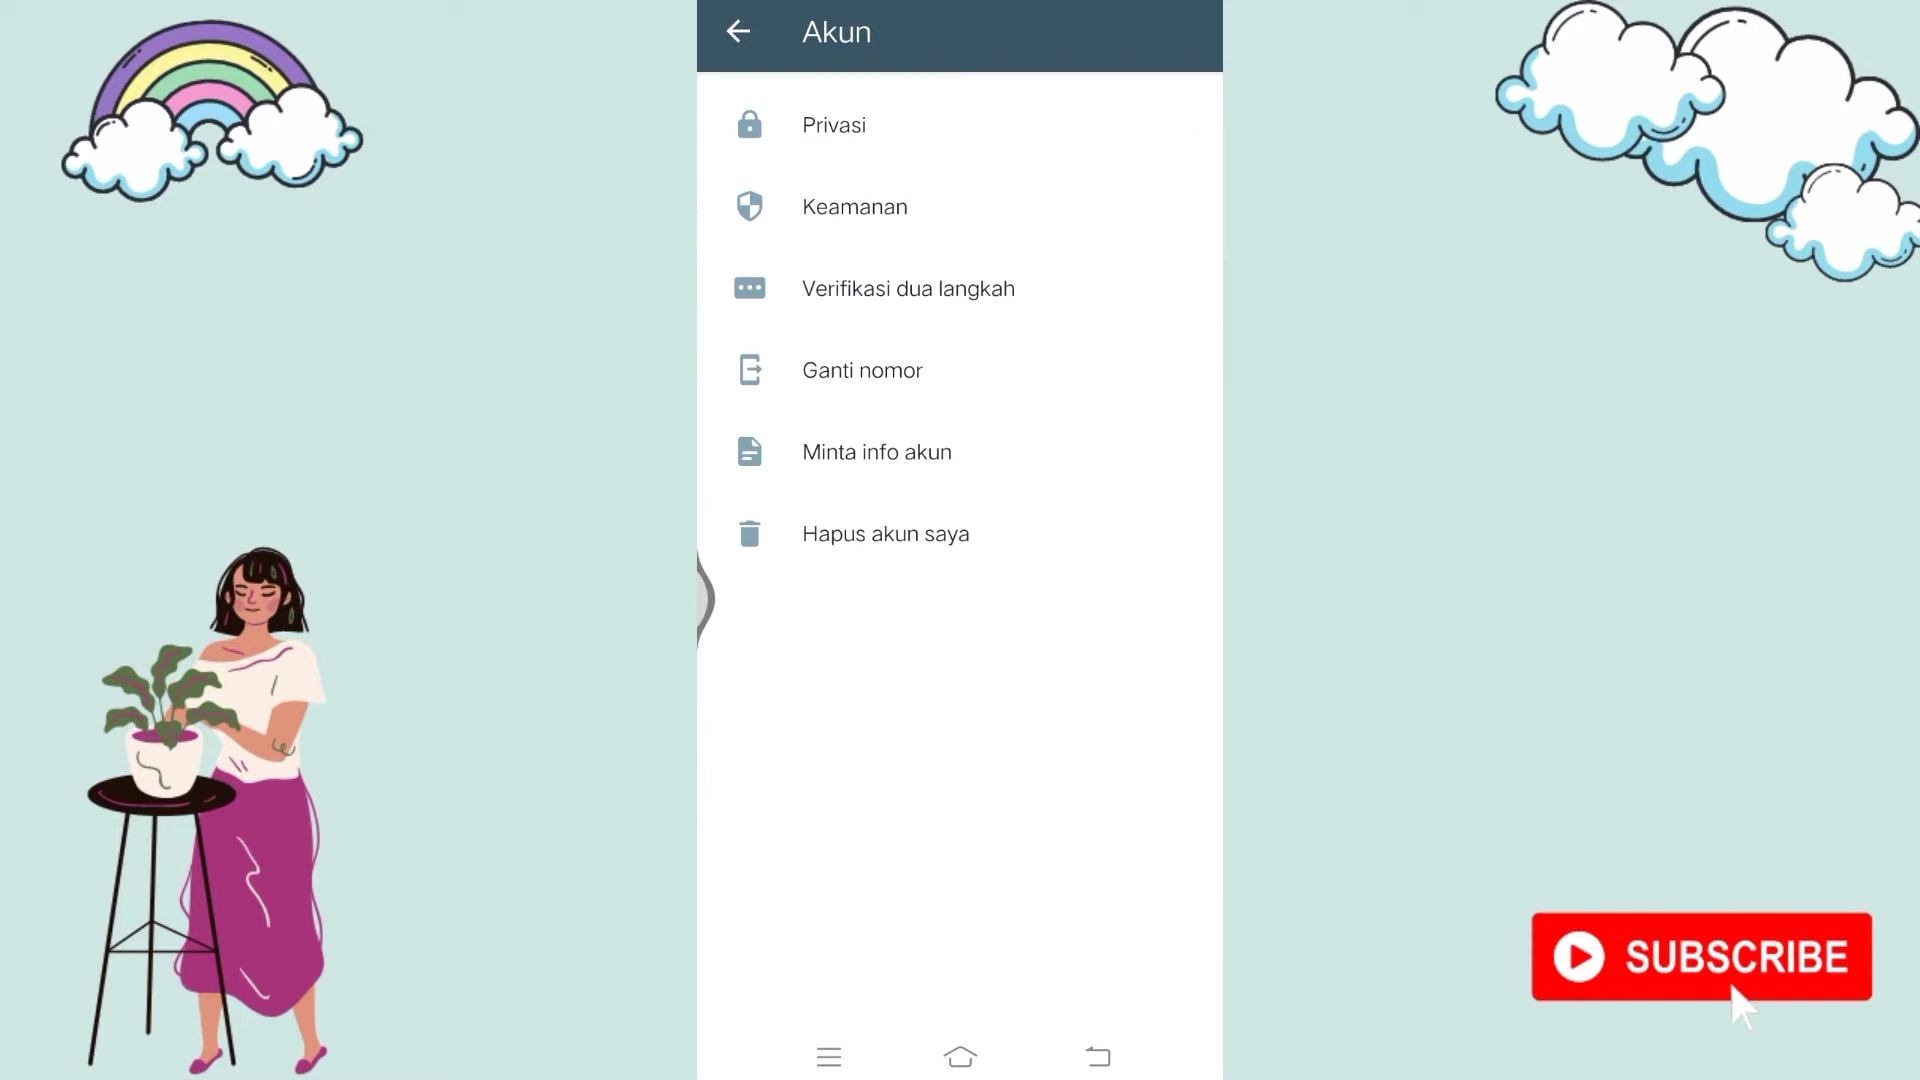 Akun
Privasi
Keamanan
Verifikasi dua langkah
Ganti nomor
Minta info akun
Hapus akun saya
SUBSCRIBE